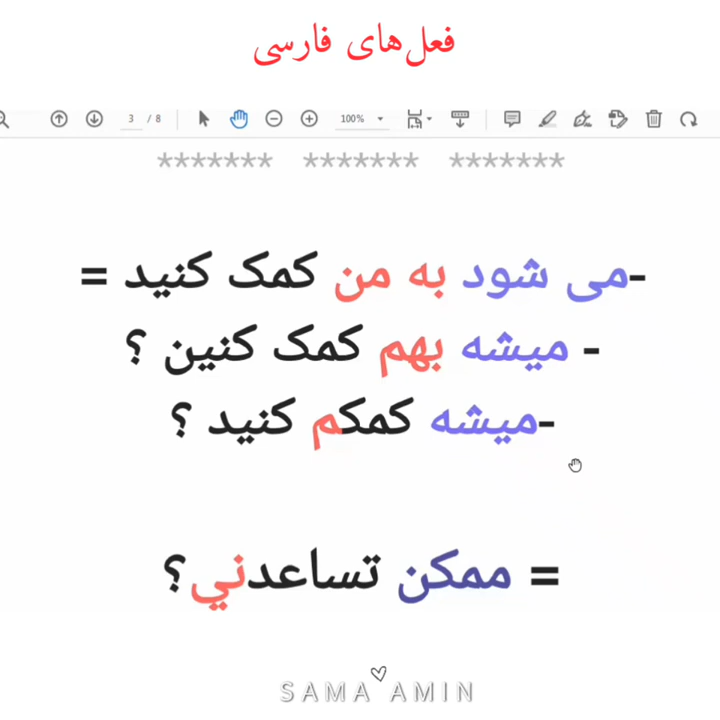 فعل‌های فارسی
3 / 8 100%
******* ******* *******
-می شود به من کمک کنید =
- میشه بهم کمک کنین ؟
-میشه کمکم کنید ؟
= ممكن تساعدني؟
SAMA AMIN